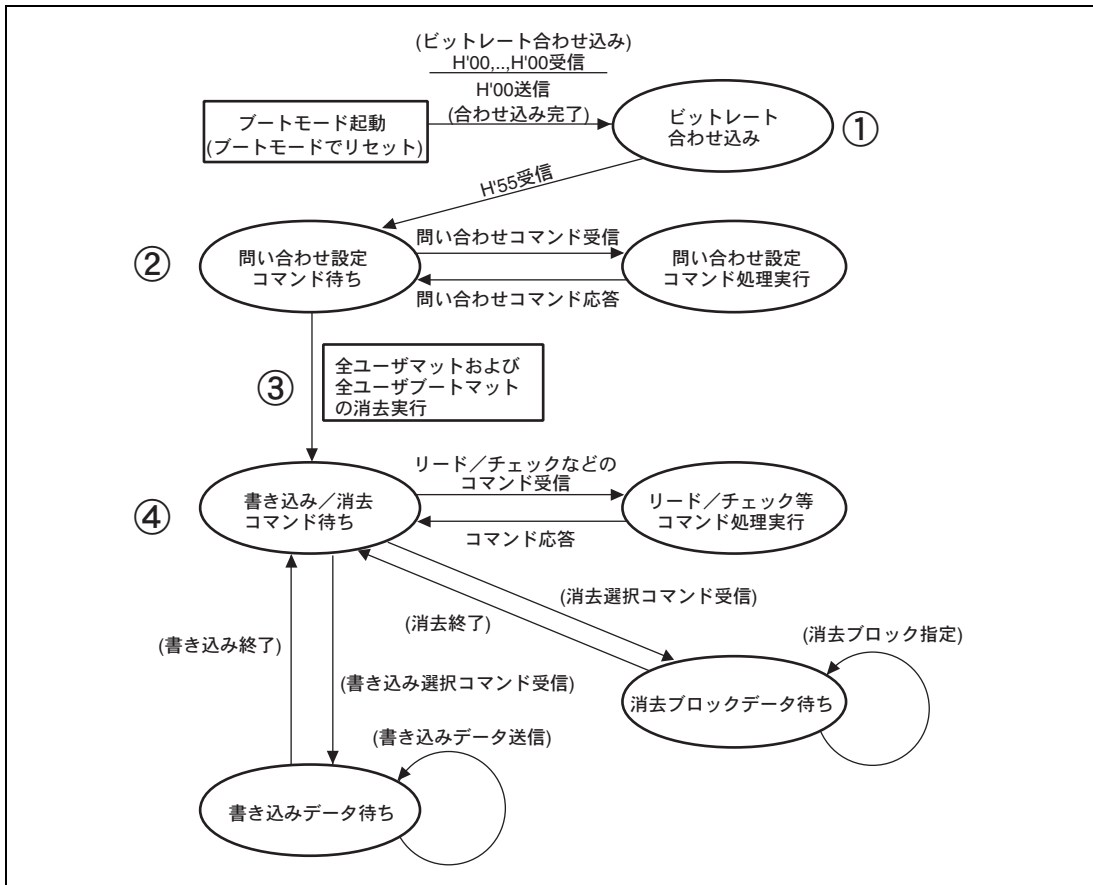 (ビットレート合わせ込み)
H'00,..,H'00受信
H'00送信
(合わせ込み完了)
ブートモード起動
(ブートモードでリセット)
ビットレート
合わせ込み
①
H'55受信
②
問い合わせ設定
コマンド待ち
問い合わせコマンド受信
問い合わせコマンド応答
問い合わせ設定
コマンド処理実行
③
全ユーザマットおよび
全ユーザブートマット
の消去実行
④
書き込み／消去
コマンド待ち
リード／チェックなどの
コマンド受信
コマンド応答
リード／チェック等
コマンド処理実行
(消去選択コマンド受信)
(消去終了)
(書き込み終了)
(書き込み選択コマンド受信)
(消去ブロック指定)
消去ブロックデータ待ち
(書き込みデータ送信)
書き込みデータ待ち